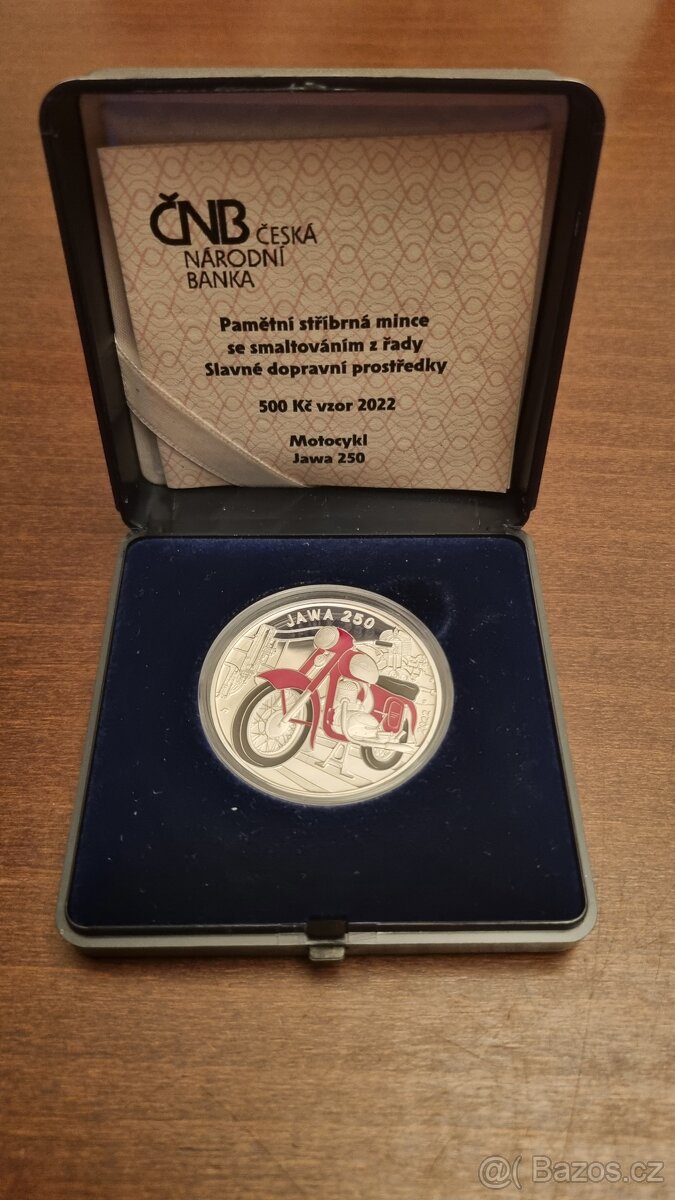 ČNB ČESKÁ
NÁRODNÍ
BANKA
Pamětní stříbrná mince
se smaltováním z řady
Slavné dopravní prostředky
500 Kč vzor 2022
Motocykl
Jawa 250
JAWA 250
2022
@( Bazos.cz